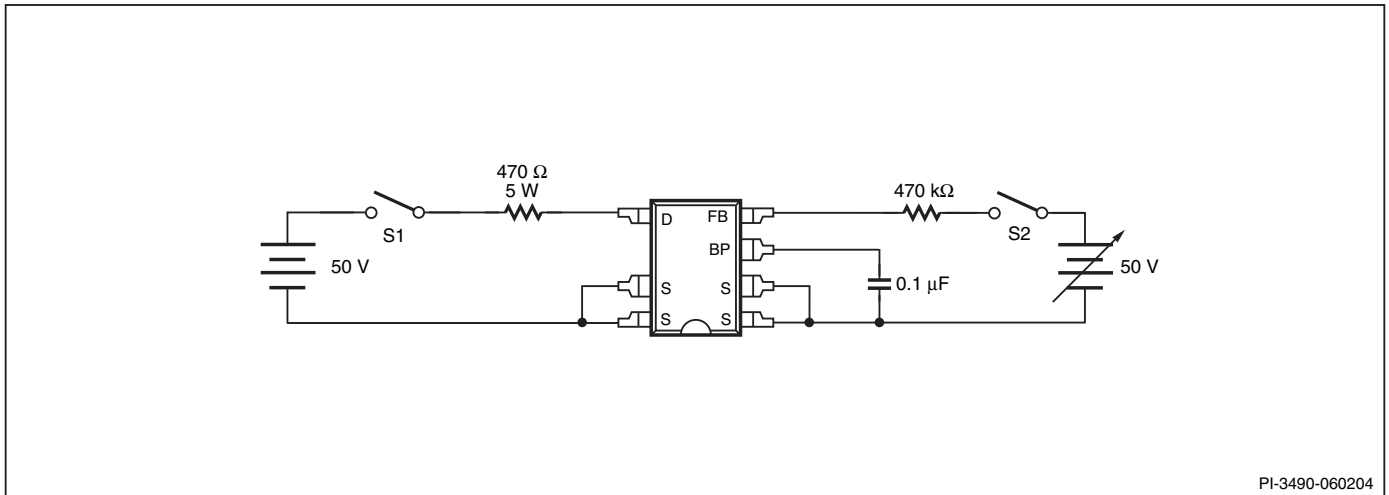 470 Ω
5 W
470 kΩ
D
FB
S1
S2
BP
50 V
50 V
0.1 µF
S
S
S
S
PI-3490-060204